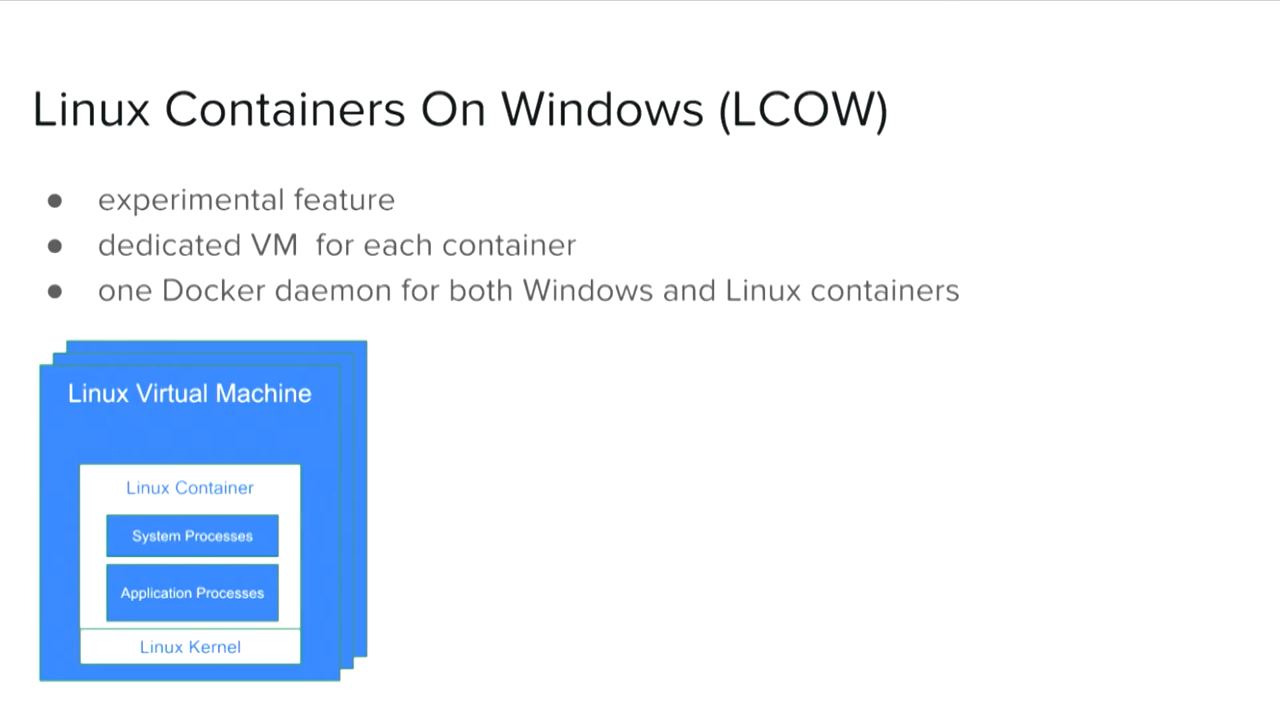 Linux Containers On Windows (LCOW)
● experimental feature
● dedicated VM for each container
● one Docker daemon for both Windows and Linux containers
Linux Virtual Machine
Linux Container
System Processes
Application Processes
Linux Kernel